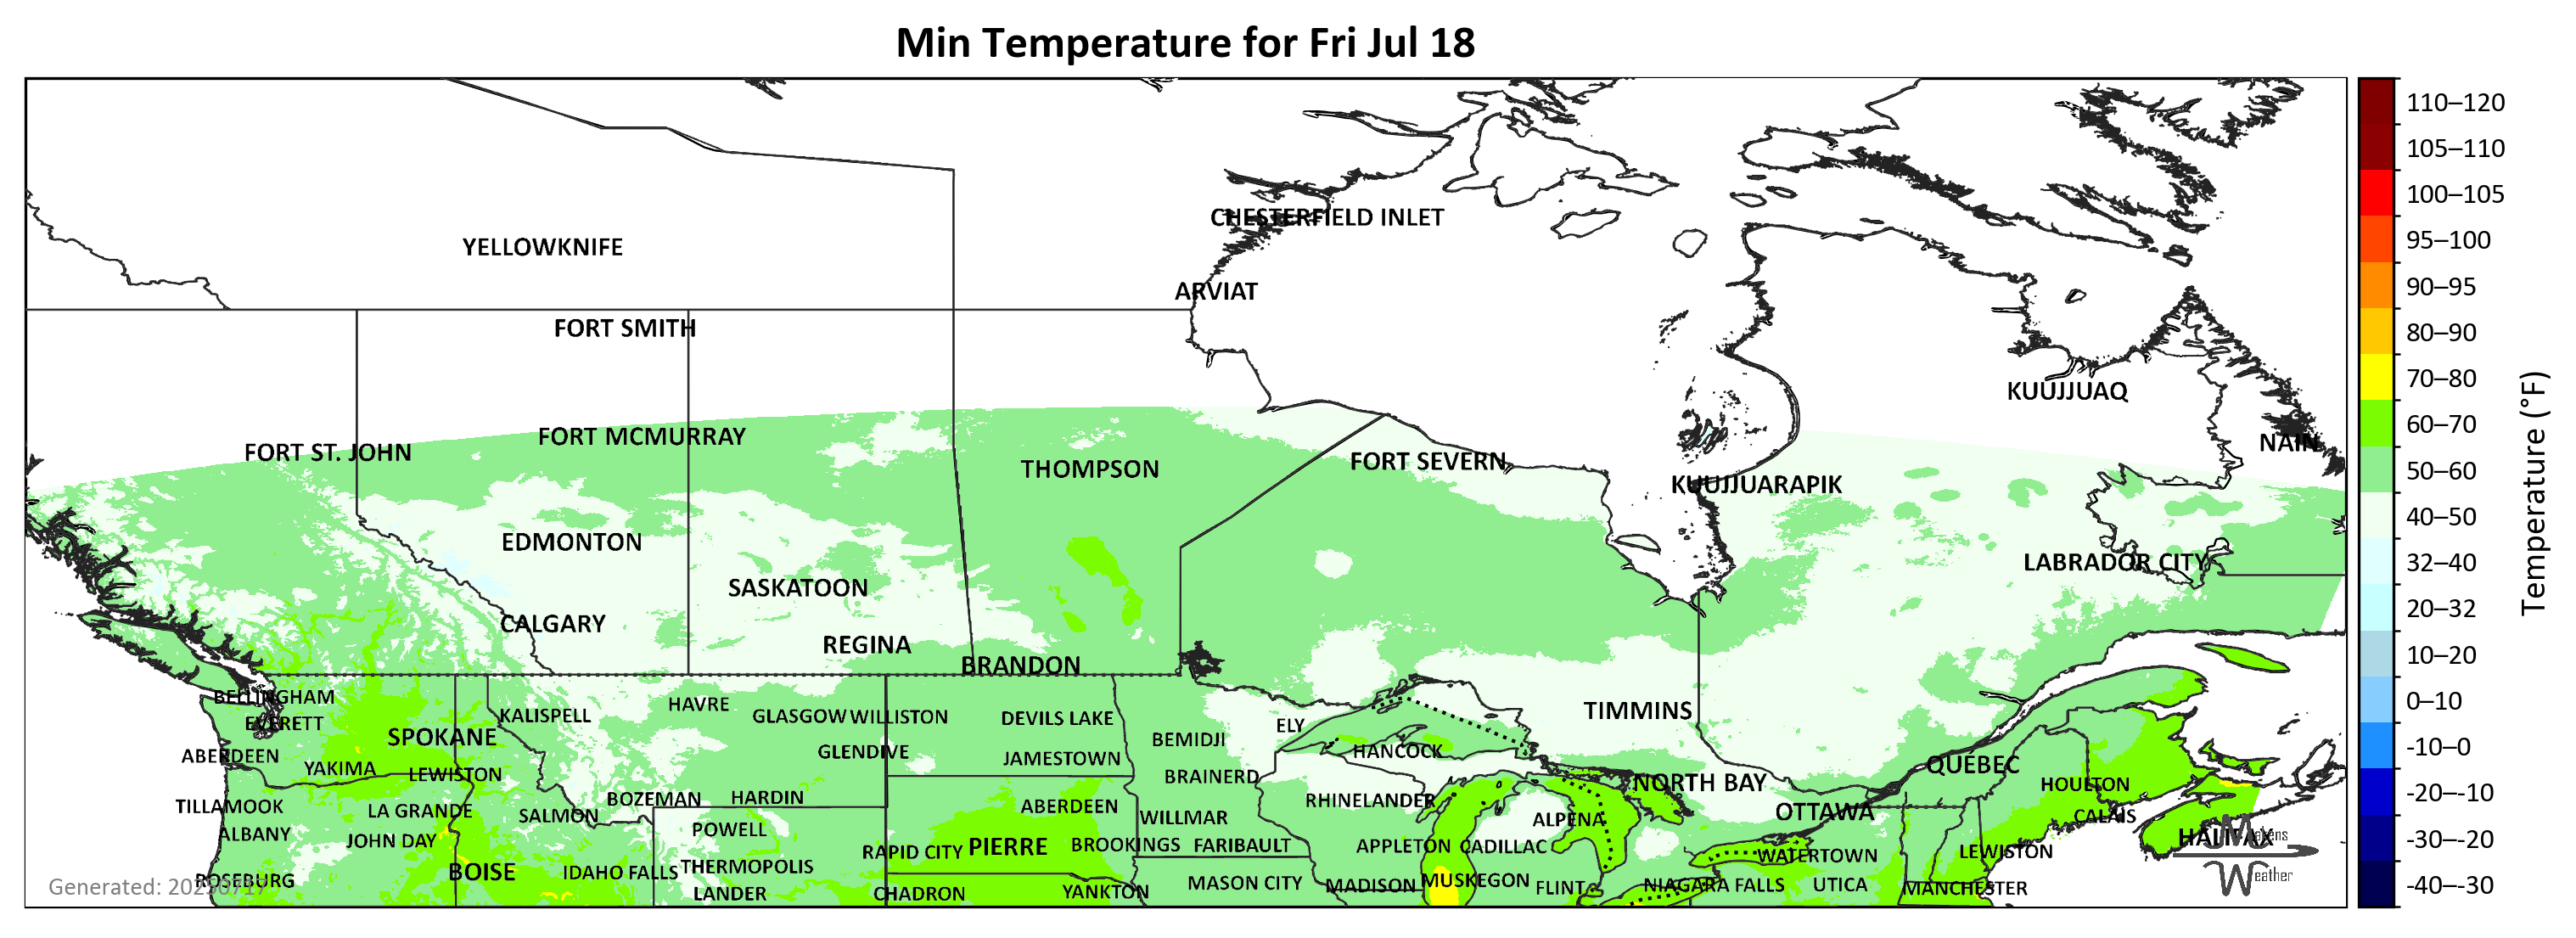 Min Temperature for Fri Jul 18
110–120
105–110
CHESTERFIELD INLET
100–105
YELLOWKNIFE
95–100
ARVIAT
90–95
FORT SMITH
80–90
70–80
KUUJJUAQ
FORT MCMURRAY
60–70
FORT ST. JOHN
NAIN
THOMPSON
FORT SEVERN
50–60
KUUJJUARAPIK
40–50
Temperature (°F)
EDMONTON
LABRADOR CITY
32–40
SASKATOON
20–32
CALGARY
REGINA
10–20
BRANDON
BELLINGHAM
0–10
HAVRE
KALISPELL
GLASGOW
WILLISTON
DEVILS LAKE
TIMMINS
EVERETT
ELY
SPOKANE
BEMIDJI
-10–0
ABERDEEN
GLENDIVE
JAMESTOWN
HANCOCK
QUÉBEC
YAKIMA
LEWISTON
BRAINERD
NORTH BAY
HOULTON
-20–-10
BOZEMAN
HARDIN
RHINELANDER
TILLAMOOK
LA GRANDE
SALMON
ABERDEEN
WILLMAR
ALPENA
OTTAWA
CALAIS
ALBANY
JOHN DAY
POWELL
HALIFAX
Makens
Weather
-30–-20
RAPID CITY
PIERRE
BROOKINGS
FARIBAULT
APPLETON
CADILLAC
WATERTOWN
LEWISTON
BOISE
IDAHO FALLS
THERMOPOLIS
ROSEBURG
MASON CITY
MADISON
MUSKEGON
FLINT
NIAGARA FALLS
UTICA
MANCHESTER
-40–-30
LANDER
CHADRON
YANKTON
Generated: 20250717